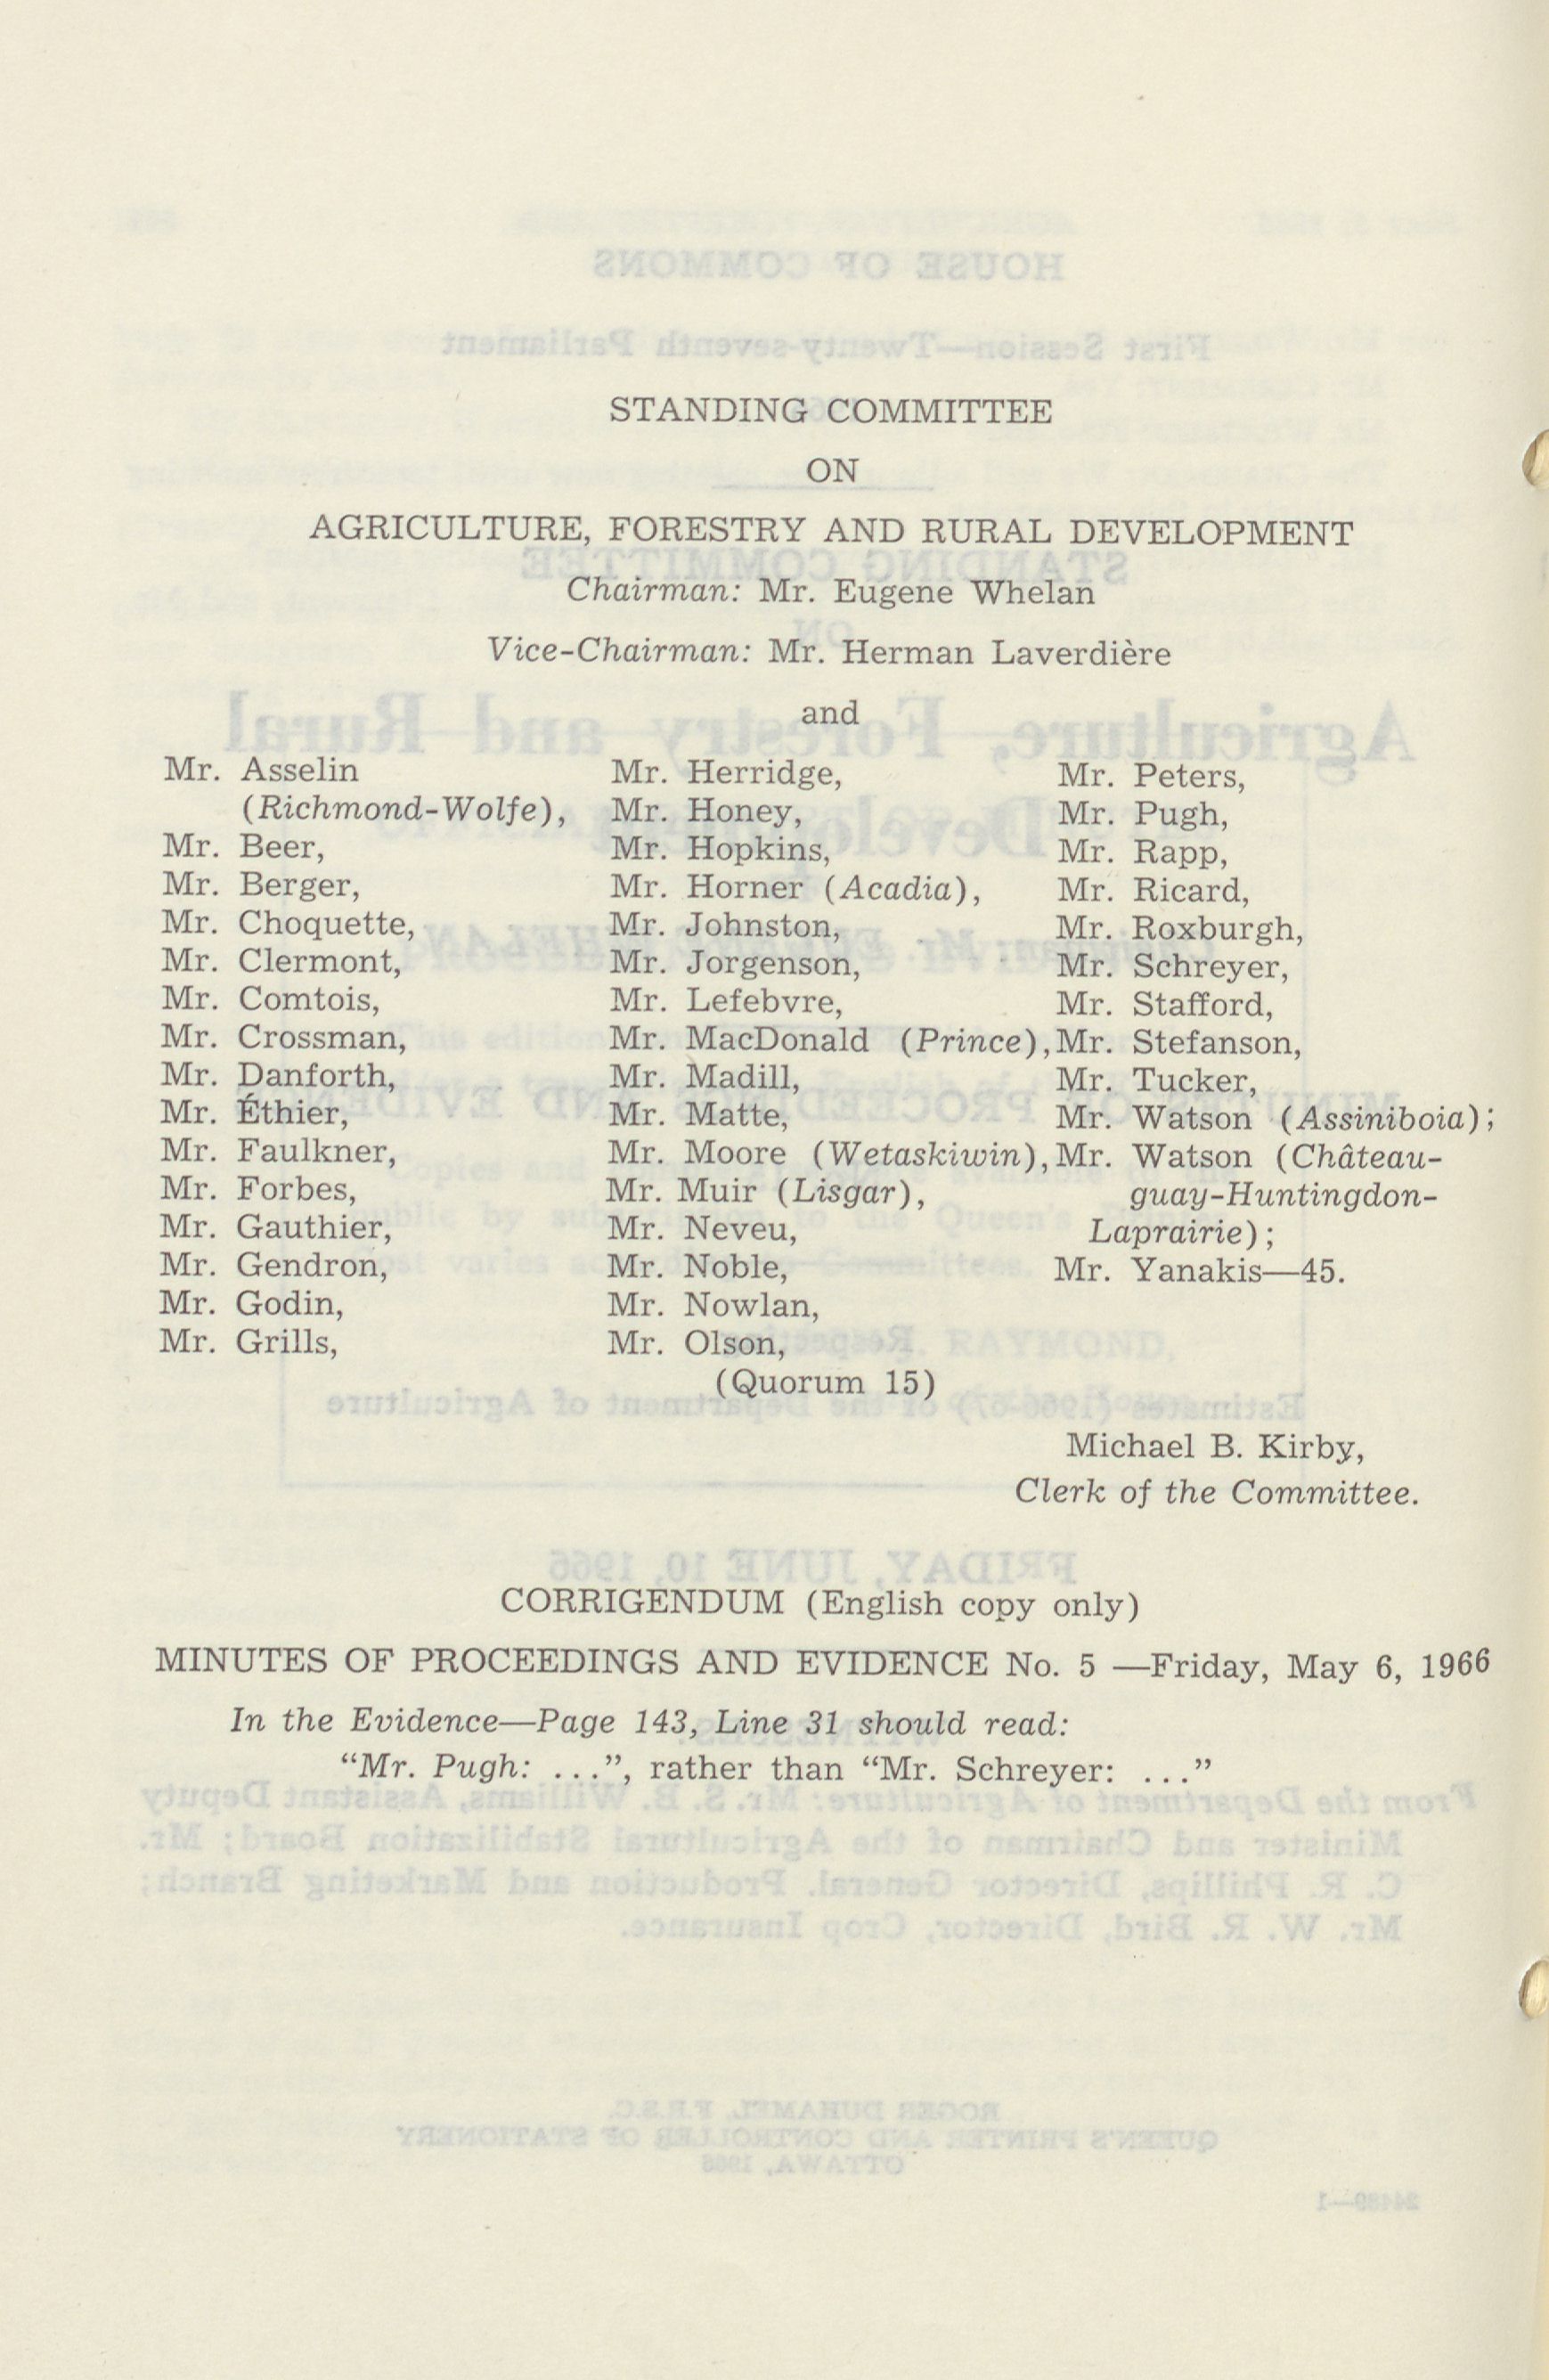 STANDING COMMITTEE
ON
AGRICULTURE, FORESTRY AND RURAL DEVELOPMENT
Chairman: Mr. Eugene Whelan
Vice-Chairman: Mr. Herman Laverdière
and
Mr. Asselin
(Richmond-Wolfe),
Mr. Beer,
Mr. Berger,
Mr. Choquette,
Mr. Clermont,
Mr. Comtois,
Mr. Crossman,
Mr. Danforth,
Mr. Éthier,
Mr. Faulkner,
Mr. Forbes,
Mr. Gauthier,
Mr. Gendron,
Mr. Godin,
Mr. Grills,
Mr. Herridge,
Mr. Honey,
Mr. Hopkins,
Mr. Horner (Acadia),
Mr. Johnston,
Mr. Jorgenson,
Mr. Lefebvre,
Mr. MacDonald (Prince),
Mr. Madill,
Mr. Matte,
Mr. Moore (Wetaskiwin),
Mr. Muir (Lisgar),
Mr. Neveu,
Mr. Noble,
Mr. Nowlan,
Mr. Olson,
Mr. Peters,
Mr. Pugh,
Mr. Rapp,
Mr. Ricard,
Mr. Roxburgh,
Mr. Schreyer,
Mr. Stafford,
Mr. Stefanson,
Mr. Tucker,
Mr. Watson (Assiniboia);
Mr. Watson (Château-
guay-Huntingdon-
Laprairie);
Mr. Yanakis—45.
(Quorum 15)
Michael B. Kirby,
Clerk of the Committee.
CORRIGENDUM (English copy only)
MINUTES OF PROCEEDINGS AND EVIDENCE No. 5 —Friday, May 6, 1966
In the Evidence—Page 143, Line 31 should read:
“Mr. Pugh: ...”, rather than “Mr. Schreyer: ...”